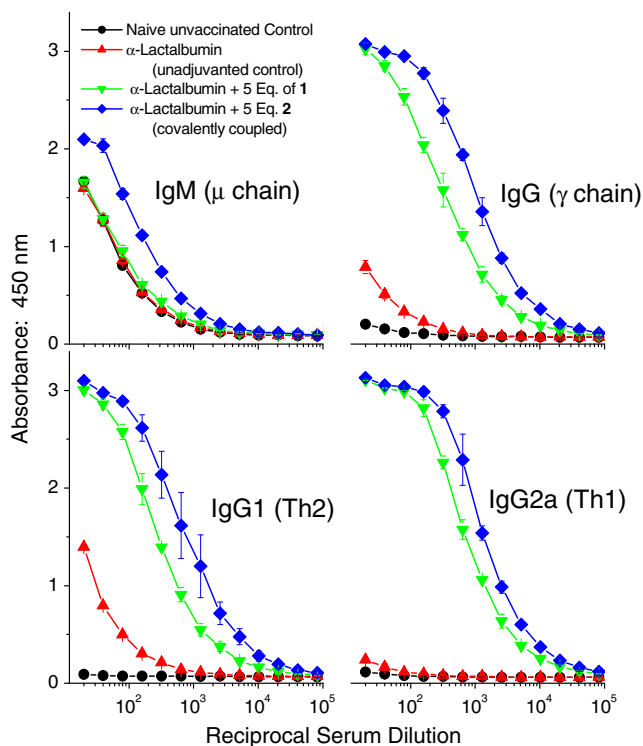 Naive unvaccinated Control
α-Lactalbumin
(unadjuvanted control)
α-Lactalbumin + 5 Eq. of 1
α-Lactalbumin + 5 Eq. 2
(covalently coupled)
3
2
1
0
IgM (μ chain)
IgG (γ chain)
Absorbance: 450 nm
3
2
1
0
IgG1 (Th2)
IgG2a (Th1)
10² 10³ 10⁴ 10⁵
10² 10³ 10⁴ 10⁵
Reciprocal Serum Dilution